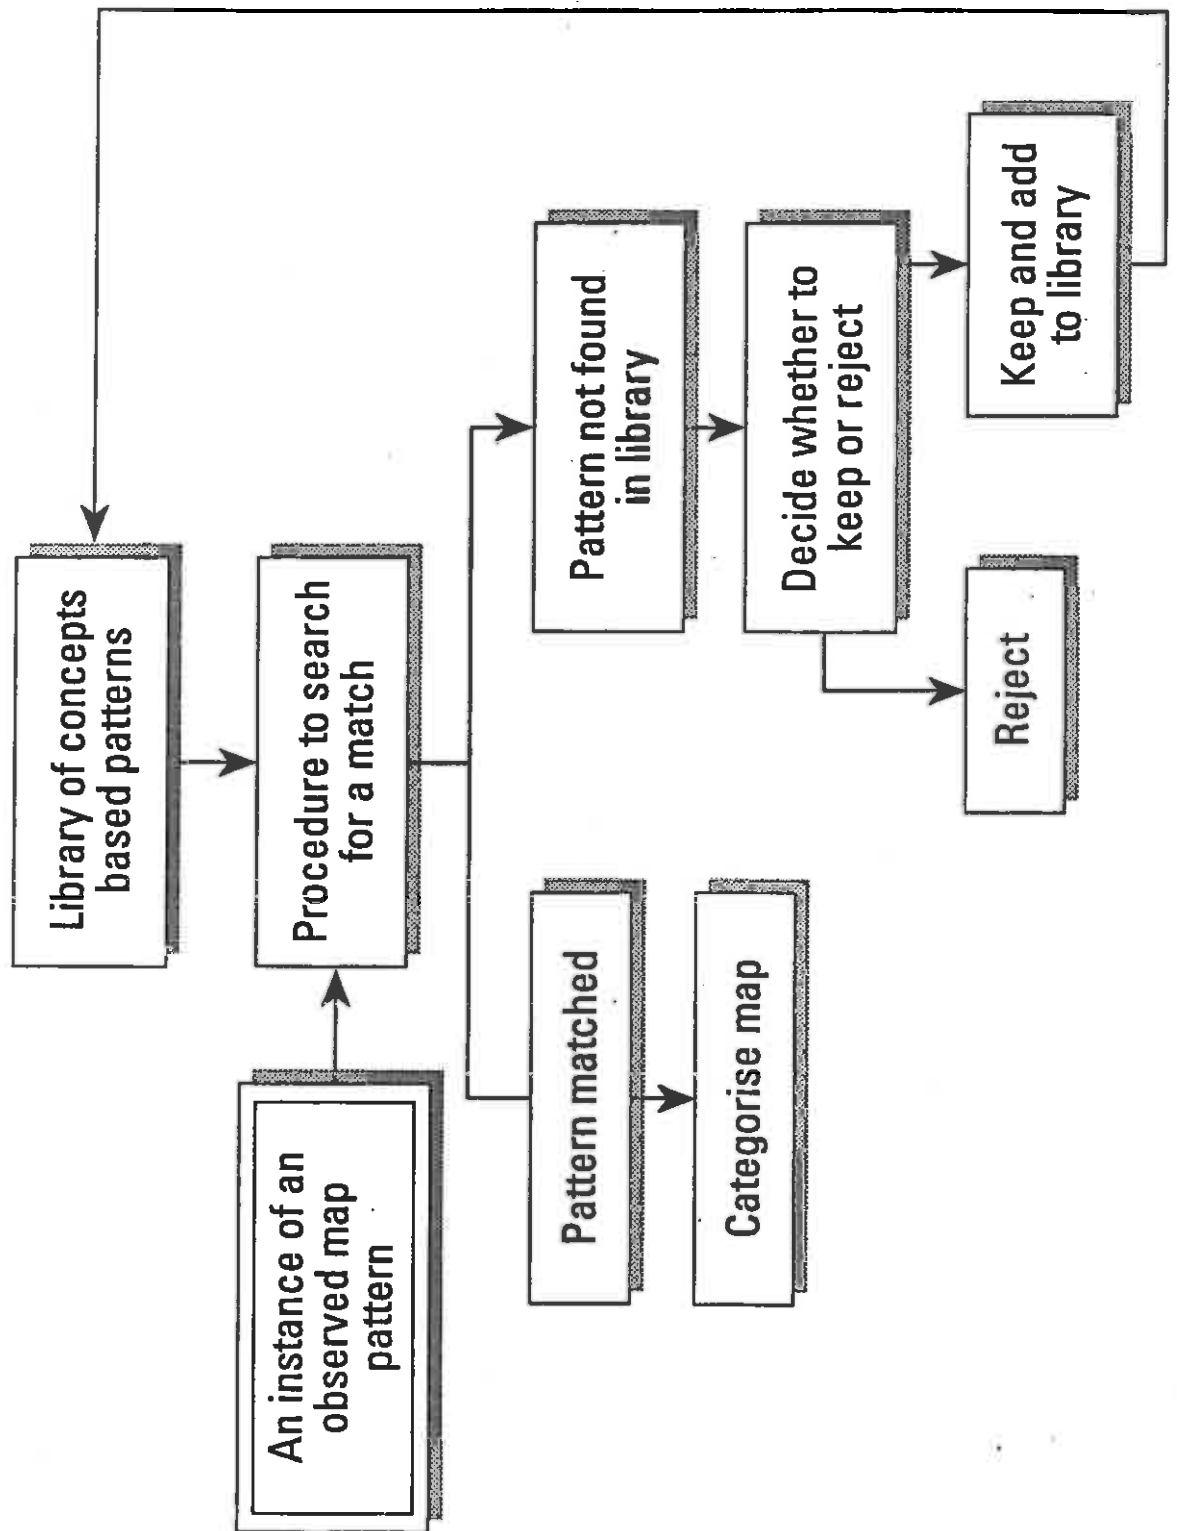 Library of concepts
based patterns
An instance of an
observed map
pattern
Procedure to search
for a match
Pattern matched
Pattern not found
in library
Categorise map
Decide whether to
keep or reject
Reject
Keep and add
to library